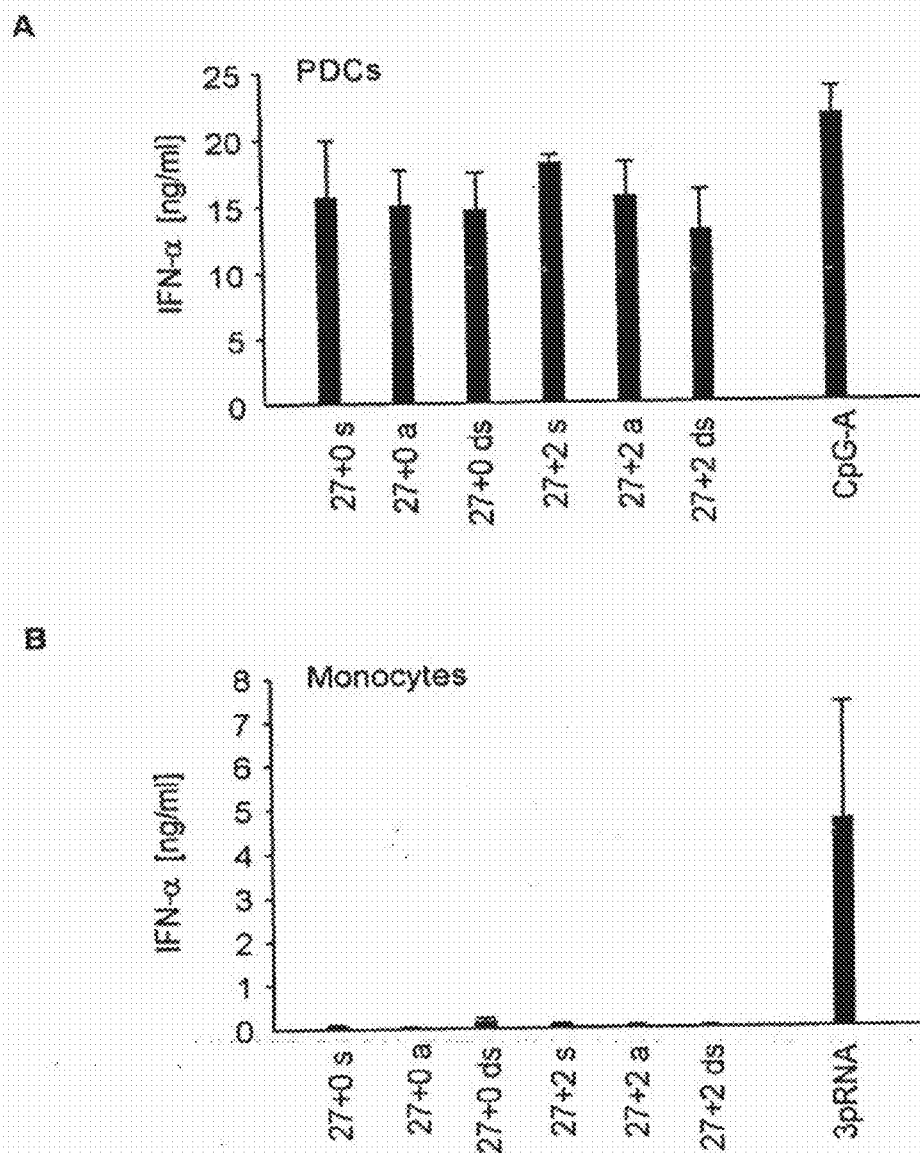 A
PDCs
IFN-α [ng/ml]
25
20
15
10
5
0
27+0 s
27+0 a
27+0 ds
27+2 s
27+2 a
27+2 ds
CpG-A
B
Monocytes
IFN-α [ng/ml]
8
7
6
5
4
3
2
1
0
27+0 s
27+0 a
27+0 ds
27+2 s
27+2 a
27+2 ds
3pRNA